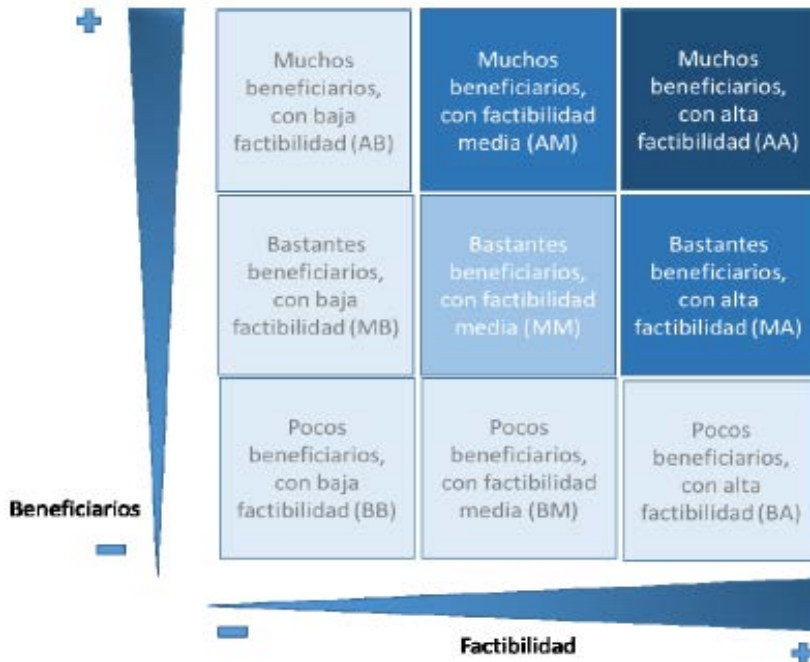 Muchos
beneficiarios,
con baja
factibilidad (AB)
Muchos
beneficiarios,
con factibilidad
media (AM)
Muchos
beneficiarios,
con alta
factibilidad (AA)
Bastantes
beneficiarios,
con baja
factibilidad (MB)
Bastantes
beneficiarios,
con factibilidad
media (MM)
Bastantes
beneficiarios,
con alta
factibilidad (MA)
Pocos
beneficiarios,
con baja
factibilidad (BB)
Pocos
beneficiarios,
con factibilidad
media (BM)
Pocos
beneficiarios,
con alta
factibilidad (BA)
Beneficiarios
Factibilidad